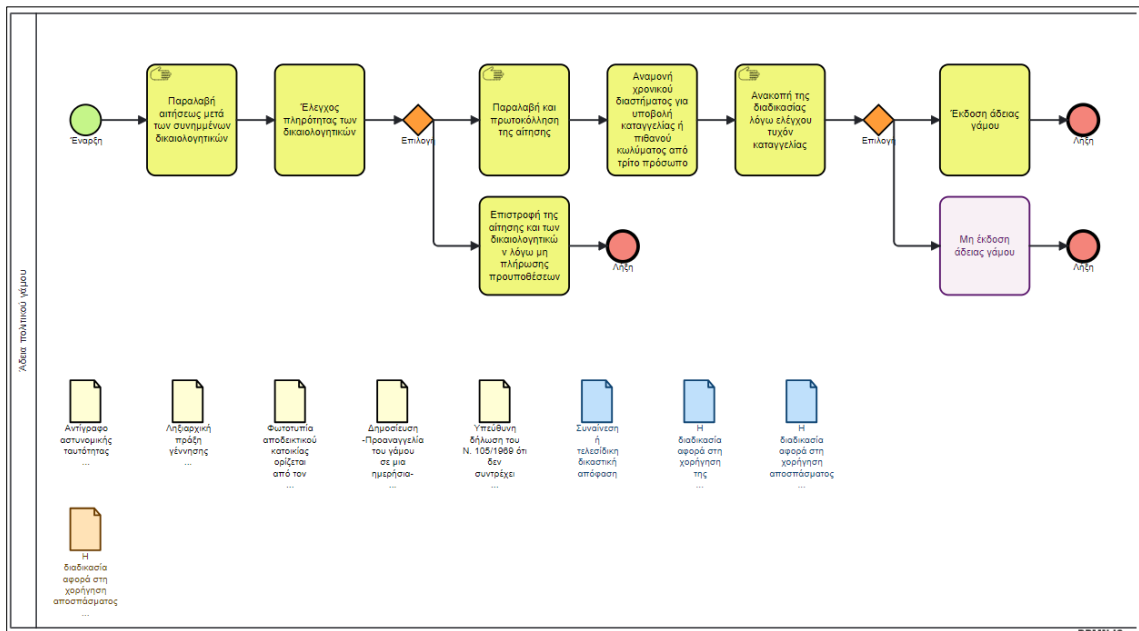 Άδεια πολιτικού γάμου
Έναρξη
Παραλαβή
αιτήσεως μετά
των συνημμένων
δικαιολογητικών
Έλεγχος
πληρότητας των
δικαιολογητικών
Επιλογή
Παραλαβή και
πρωτοκόλληση
της αίτησης
Αναμονή
χρονικού
διαστήματος για
υποβολή
καταγγελίας ή
πιθανού
κωλύματος από
τρίτο πρόσωπο
Ανακοπή της
διαδικασίας
λόγω ελέγχου
τυχόν
καταγγελίας
Επιλογή
Έκδοση άδειας
γάμου
Λήξη
Επιστροφή της
αίτησης και των
δικαιολογητικώ
ν λόγω μη
πλήρωσης
προυποθέσεων
Λήξη
Μη έκδοση
άδειας γάμου
Λήξη
Αντίγραφο
αστυνομικής
ταυτότητας
...
Ληξιαρχική
πράξη
γέννησης
...
Φωτοτυπία
αποδεικτικού
κατοικίας
ορίζεται
από τον
...
Δημοσίευση
-Προαναγγελία
του γάμου
σε μια
ημερήσια-
...
Υπεύθυνη
δήλωση του
Ν. 105/1969 ότι
δεν
συντρέχει
...
Συναίνεση
ή
τελεσίδικη
δικαστική
απόφαση
Η
διαδικασία
αφορά στη
χορήγηση
της
...
Η
διαδικασία
αφορά στη
χορήγηση
αποσπάσματος
...
Η
διαδικασία
αφορά στη
χορήγηση
αποσπάσματος
...